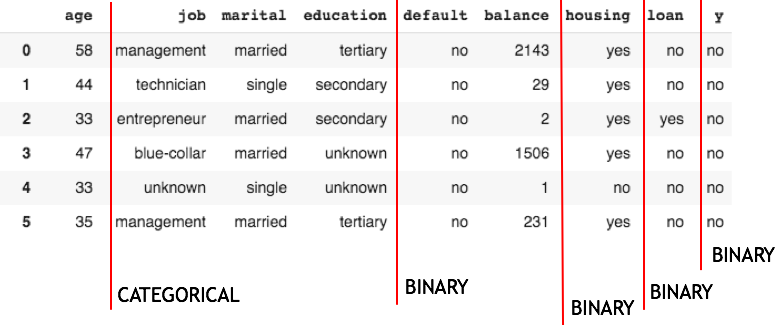 age job marital education default balance housing loan y
0 58 management married tertiary no 2143 yes no no
1 44 technician single secondary no 29 yes no no
2 33 entrepreneur married secondary no 2 yes yes no
3 47 blue-collar married unknown no 1506 yes no no
4 33 unknown single unknown no 1 no no no
5 35 management married tertiary no 231 yes no no
BINARY
CATEGORICAL BINARY BINARY
BINARY